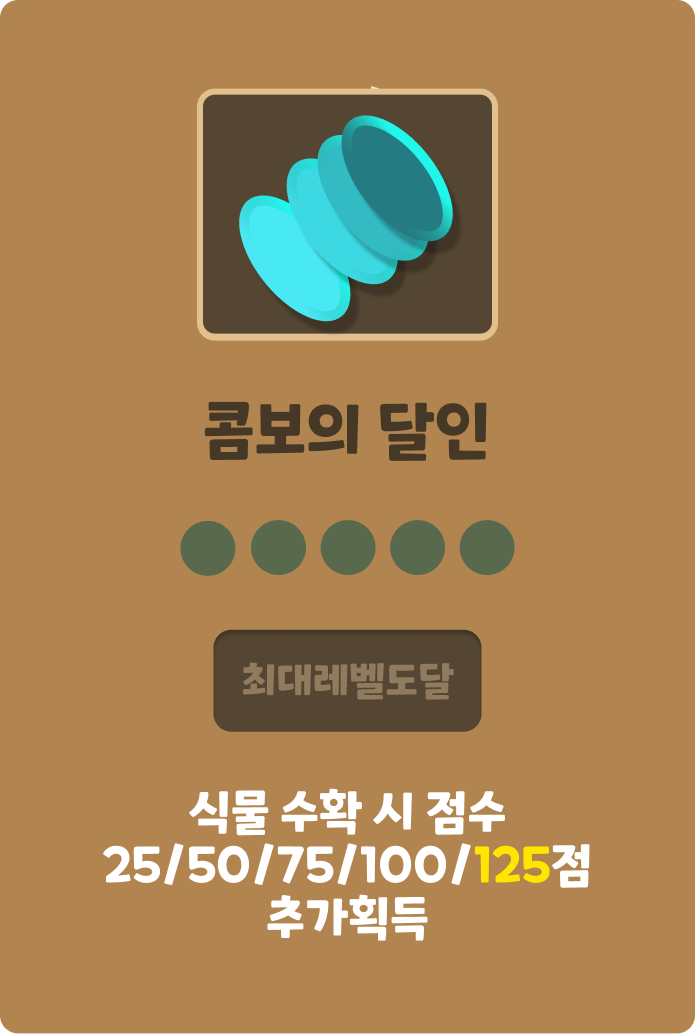 콤보의 달인
최대레벨도달
식물 수확 시 점수
25/50/75/100/125점
추가획득